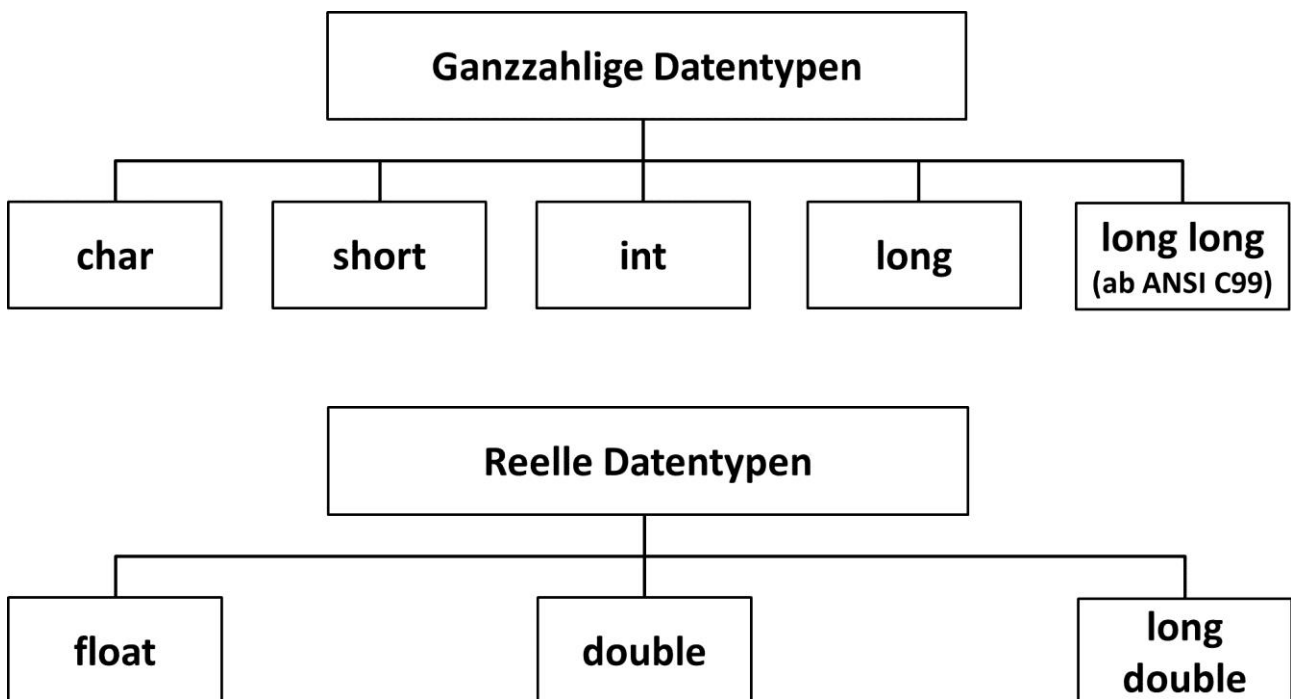 Ganzzahlige Datentypen
char
short
int
long
long long
(ab ANSI C99)
Reelle Datentypen
float
double
long
double